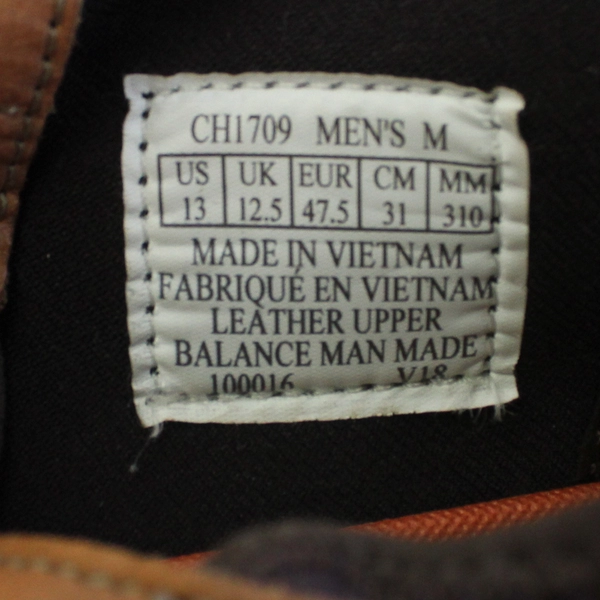 CH1709 MEN'S M
US UK EUR CM MM
13 12.5 47.5 31 310
MADE IN VIETNAM
FABRIQUÉ EN VIETNAM
LEATHER UPPER
BALANCE MAN MADE
100016 V18